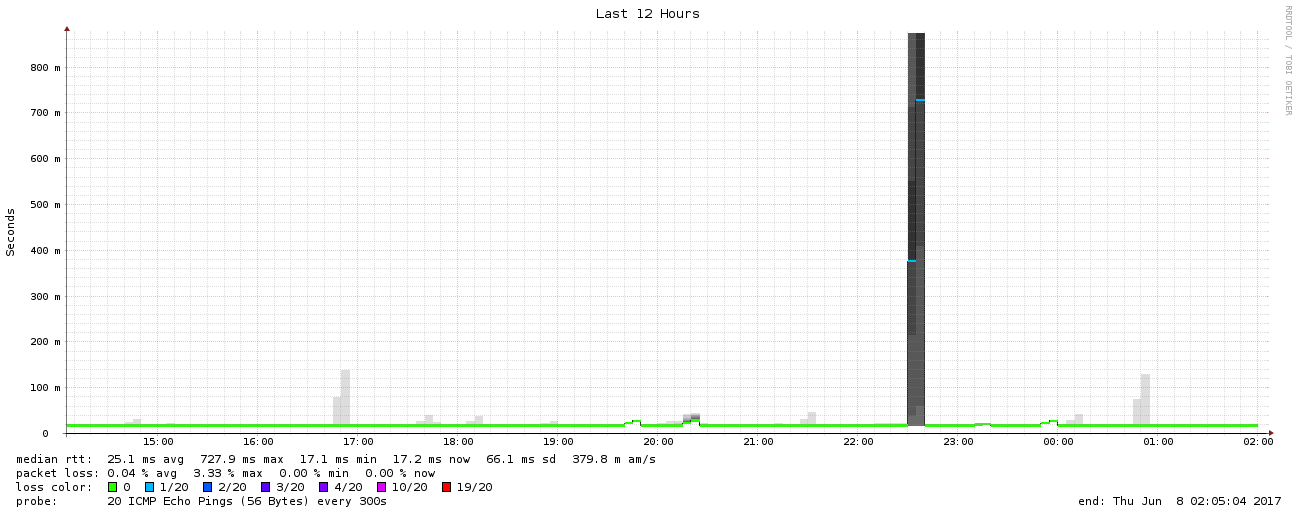 Last 12 Hours
RRDTOOL / TOBI OETIKER
Seconds
800 m
700 m
600 m
500 m
400 m
300 m
200 m
100 m
0
15:00 16:00 17:00 18:00 19:00 20:00 21:00 22:00 23:00 00:00 01:00 02:00
median rtt: 25.1 ms avg 727.9 ms max 17.1 ms min 17.2 ms now 66.1 ms sd 379.8 m am/s
packet loss: 0.04 % avg 3.33 % max 0.00 % min 0.00 % now
loss color: 0 1/20 2/20 3/20 4/20 10/20 19/20
probe: 20 ICMP Echo Pings (56 Bytes) every 300s end: Thu Jun 8 02:05:04 2017